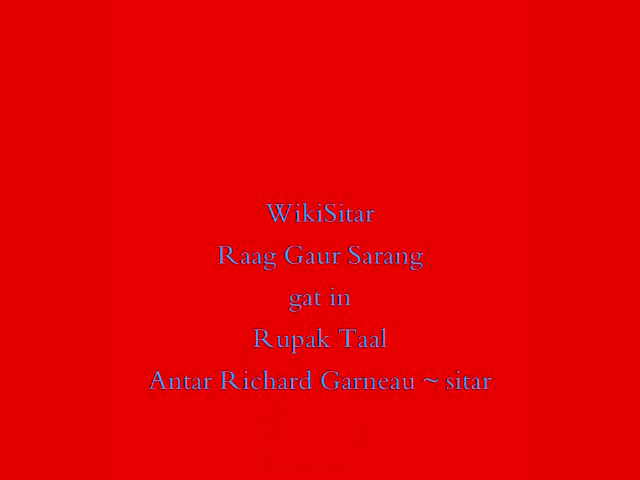 WikiSitar
Raag Gaur Sarang
gat in
Rupak Taal
Antar Richard Garneau ~ sitar